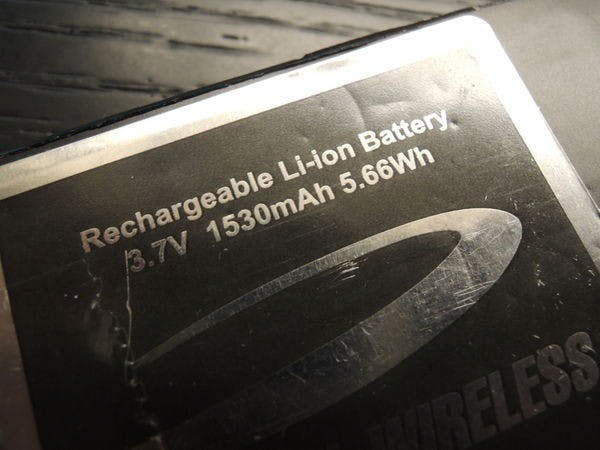 Rechargeable Li-ion Battery
3.7V 1530mAh 5.66Wh
WIRELESS